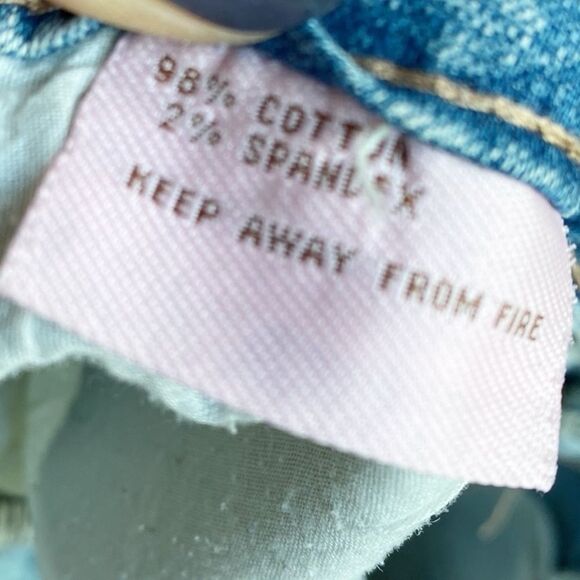 98% COTTON
2% SPANDEX
KEEP AWAY FROM FIRE